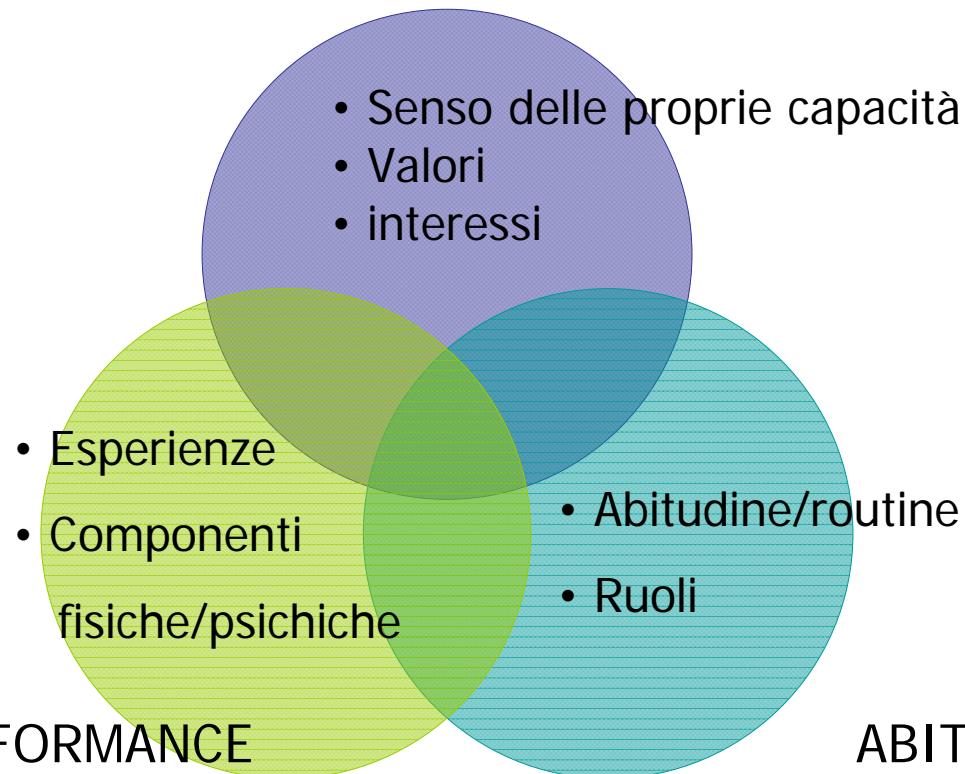 • Senso delle proprie capacità
• Valori
• interessi
• Esperienze
• Componenti
fisiche/psichiche
• Abitudine/routine
• Ruoli
FORMANCE
ABIT